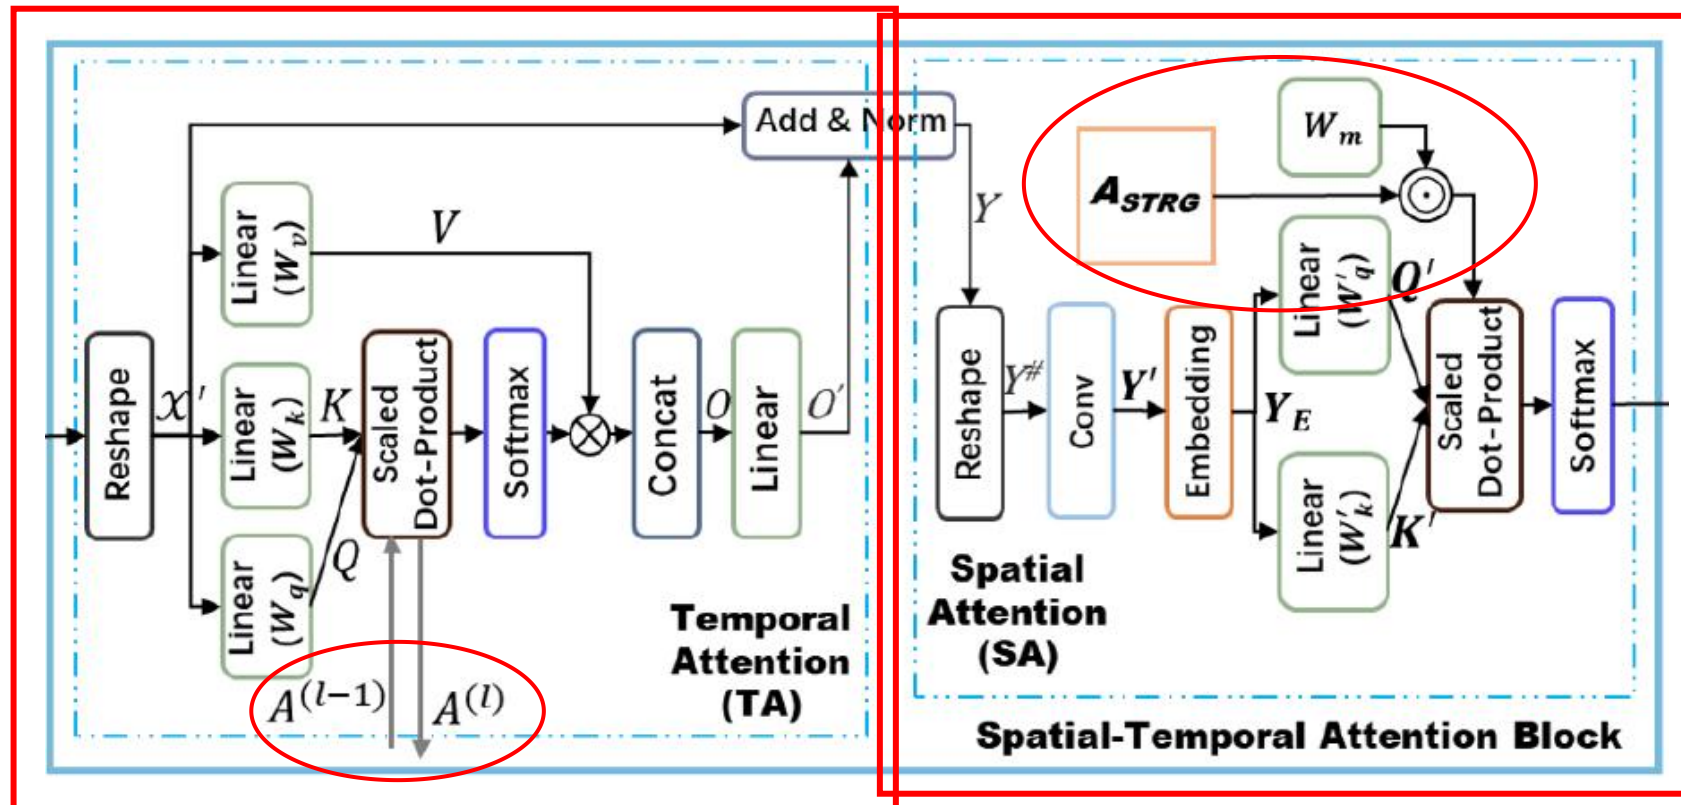 Reshape
𝒳′
Linear
(W_v)
V
Linear
(W_k)
K
Linear
(W_q)
Q
Scaled
Dot-Product
A^(l−1)
A^(l)
Softmax
⊗
Concat
O
Linear
O′
Add & Norm
Temporal
Attention
(TA)
Y
Reshape
Y^#
Conv
Y′
Embedding
Y_E
A_STRG
W_m
⊙
Linear
(W′_q)
Q′
Linear
(W′_k)
K′
Scaled
Dot-Product
Softmax
Spatial
Attention
(SA)
Spatial-Temporal Attention Block